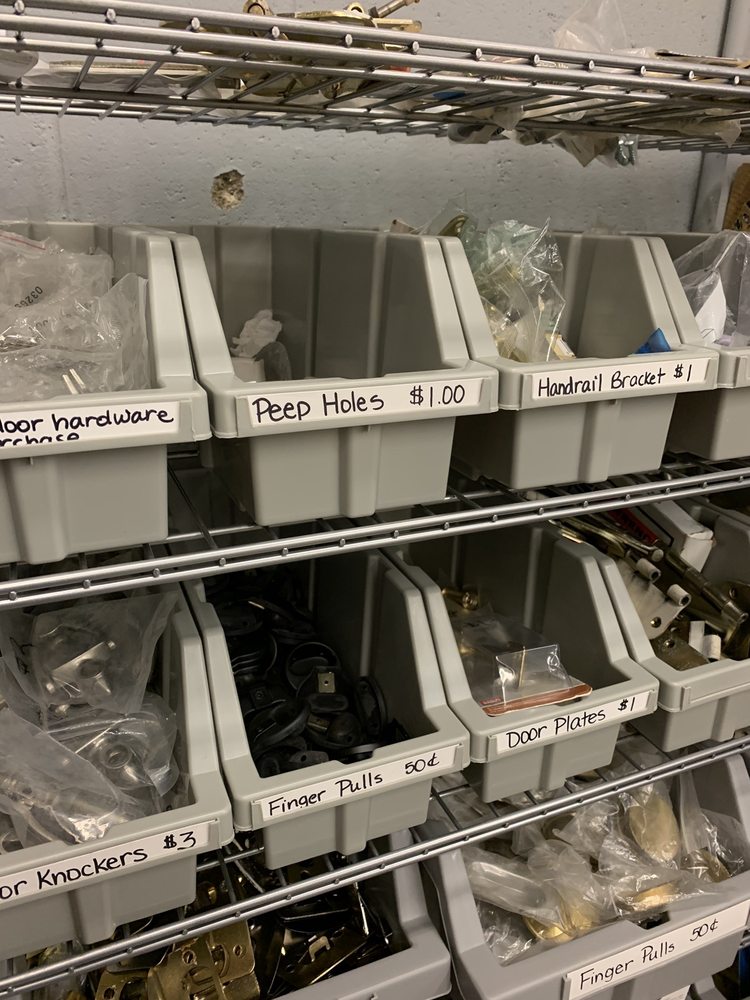 oor hardware
rchase
Peep Holes $1.00
Handrail Bracket $1
or Knockers $3
Finger Pulls 50¢
Door Plates $1
Finger Pulls 50¢